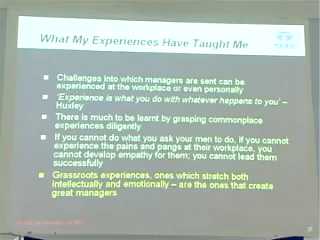 What My Experiences Have Taught Me
TATA
Challenges into which managers are sent can be
experienced at the workplace or even personally
'Experience is what you do with whatever happens to you' –
Huxley
There is much to be learnt by grasping commonplace
experiences diligently
If you cannot do what you ask your men to do, if you cannot
experience the pains and pangs at their workplace, you
cannot develop empathy for them; you cannot lead them
successfully
Grassroots experiences, ones which stretch both
intellectually and emotionally – are the ones that create
great managers